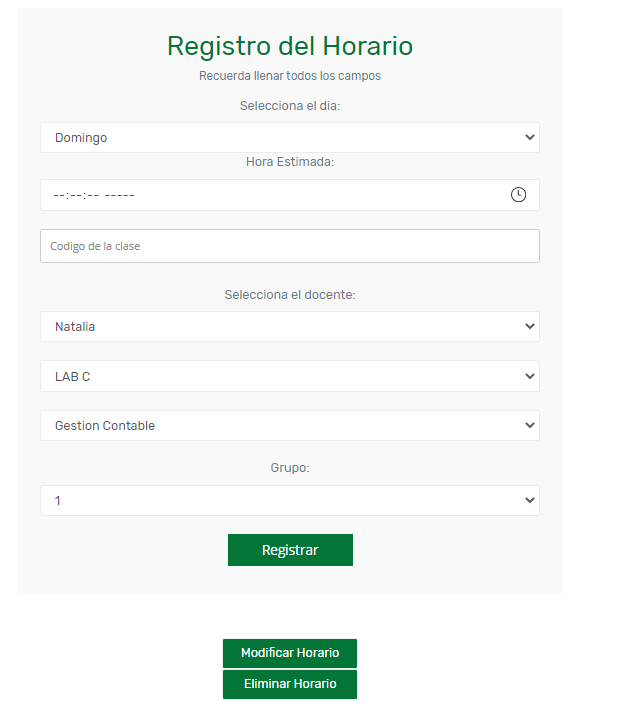 Registro del Horario
Recuerda llenar todos los campos
Selecciona el dia:
Domingo
Hora Estimada:
--:--:-- -----
Codigo de la clase
Selecciona el docente:
Natalia
LAB C
Gestion Contable
Grupo:
1
Registrar
Modificar Horario
Eliminar Horario